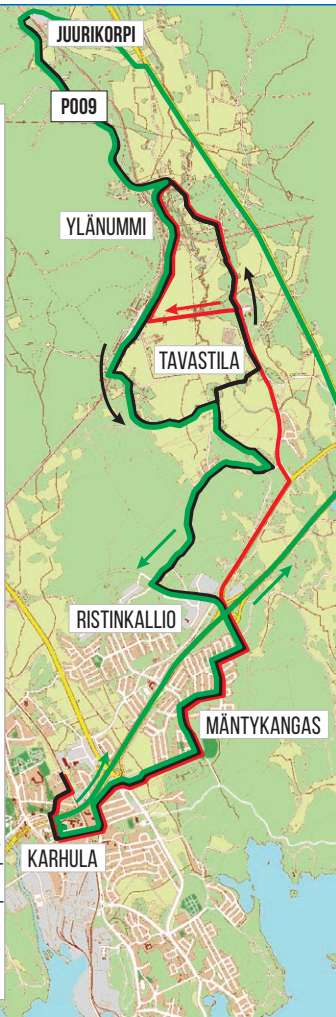 JUURIKORPI
P009
YLÄNUMMI
TAVASTILA
RISTINKALLIO
MÄNTYKANGAS
KARHULA